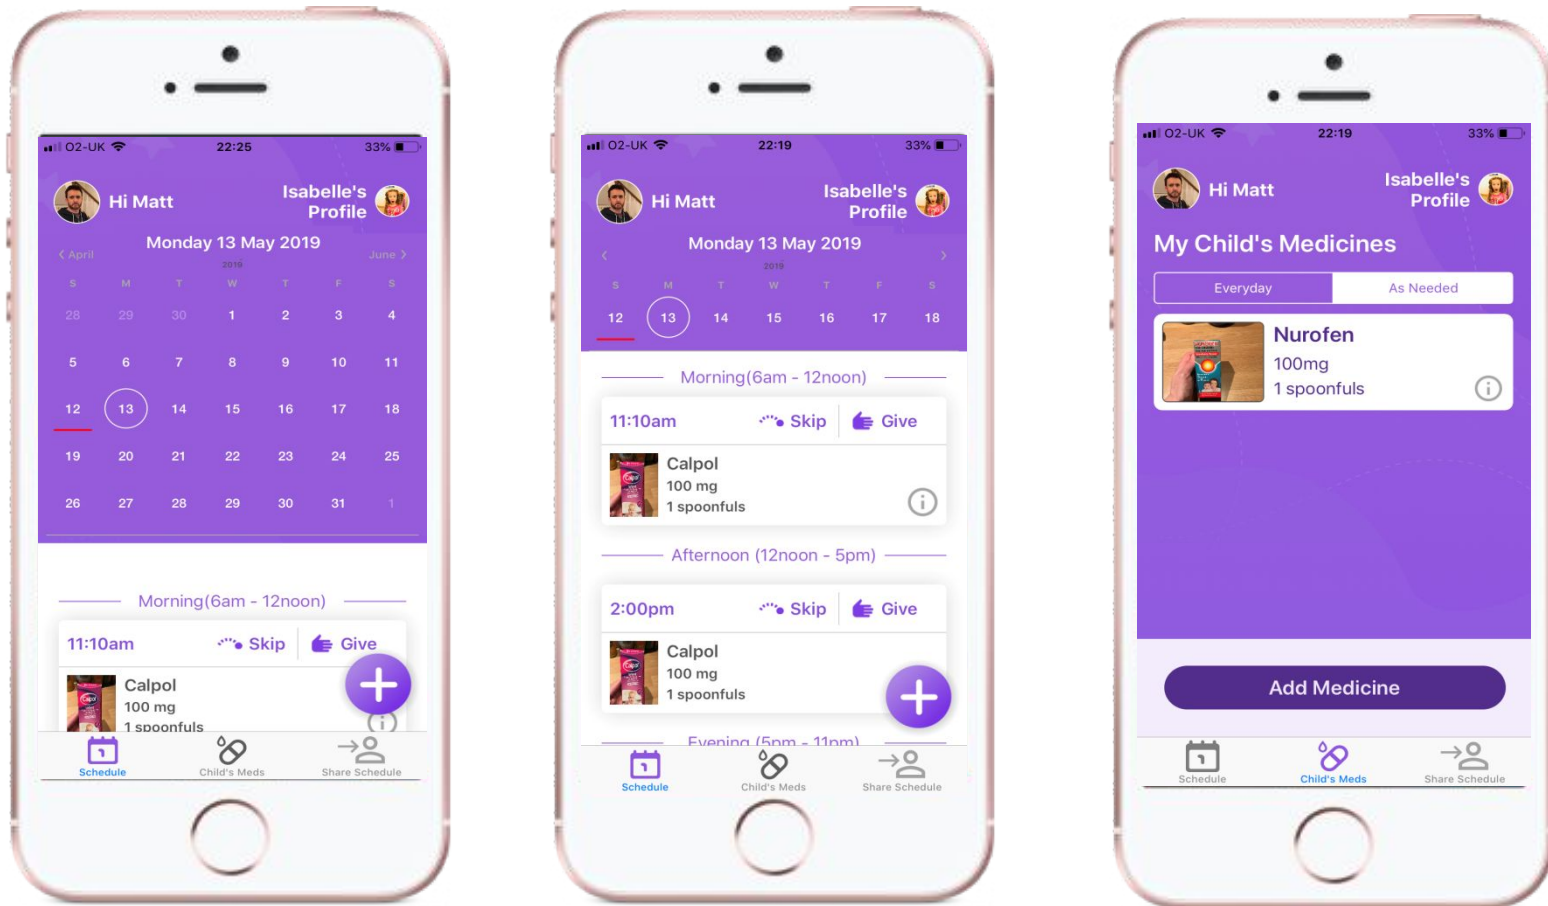 O2-UK 22:25 33%
Hi Matt
Isabelle's
Profile
Monday 13 May 2019
< April 2019 June >
S M T W T F S
28 29 30 1 2 3 4
5 6 7 8 9 10 11
12 13 14 15 16 17 18
19 20 21 22 23 24 25
26 27 28 29 30 31 1
Morning(6am - 12noon)
11:10am Skip Give
Calpol
100 mg
1 spoonfuls
Schedule Child's Meds Share Schedule
O2-UK 22:19 33%
Hi Matt
Isabelle's
Profile
Monday 13 May 2019
< 2019 >
S M T W T F S
12 13 14 15 16 17 18
Morning(6am - 12noon)
11:10am Skip Give
Calpol
Calpol
100 mg
1 spoonfuls
Afternoon (12noon - 5pm)
2:00pm Skip Give
Calpol
Calpol
100 mg
1 spoonfuls
Evening (5pm - 11pm)
Schedule Child's Meds Share Schedule
O2-UK 22:19 33%
Hi Matt
Isabelle's
Profile
My Child's Medicines
Everyday As Needed
Nurofen
100mg
1 spoonfuls
Add Medicine
Schedule Child's Meds Share Schedule